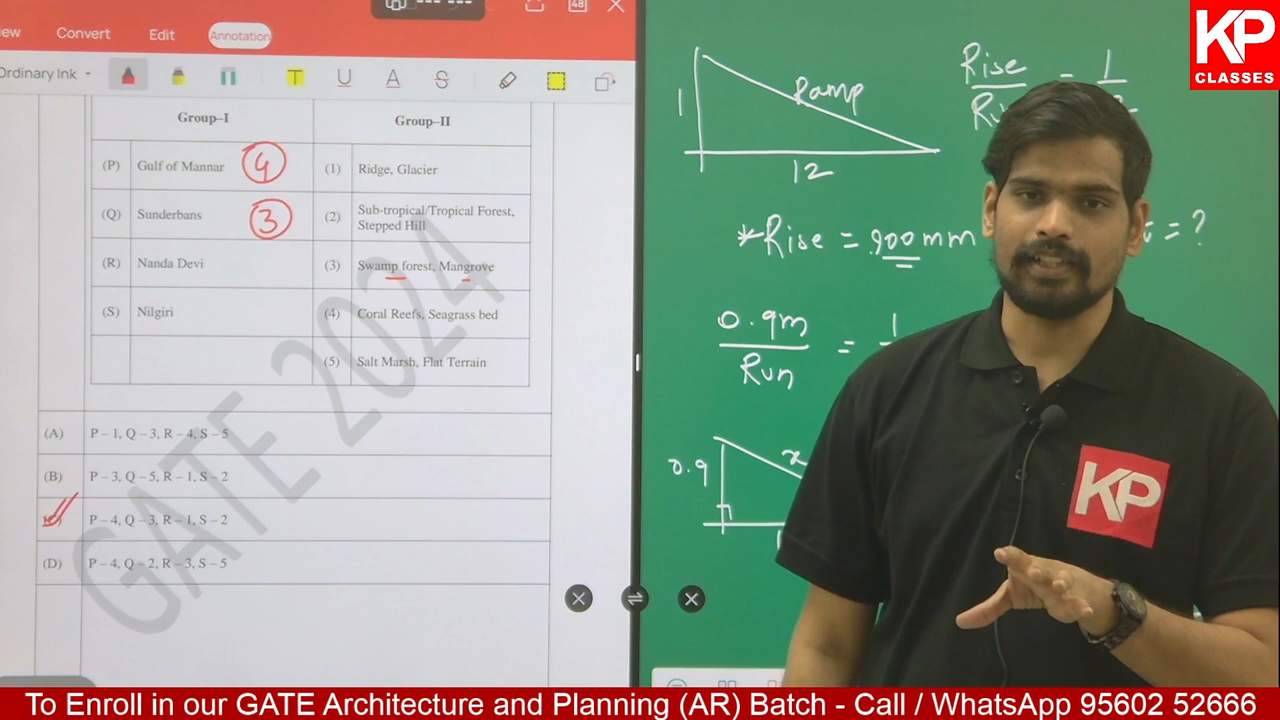 Convert Edit Annotation
Ordinary Ink
T U A S
Group–I Group–II
(P) Gulf of Mannar 4 (1) Ridge, Glacier
(Q) Sunderbans 3 (2) Sub-tropical/Tropical Forest,
Stepped Hill
(R) Nanda Devi (3) Swamp forest, Mangrove
(S) Nilgiri (4) Coral Reefs, Seagrass bed
(5) Salt Marsh, Flat Terrain
(A) P – 1, Q – 3, R – 4, S – 5
(B) P – 3, Q – 5, R – 1, S – 2
P – 4, Q – 3, R – 1, S – 2
(D) P – 4, Q – 2, R – 3, S – 5
GATE 2024
48
Rise = 1
1 Ramp
12
*Rise = 900mm = ?
0.9m = 1
Run
0.9 x
KP
CLASSES
KP
To Enroll in our GATE Architecture and Planning (AR) Batch - Call / WhatsApp 95602 52666